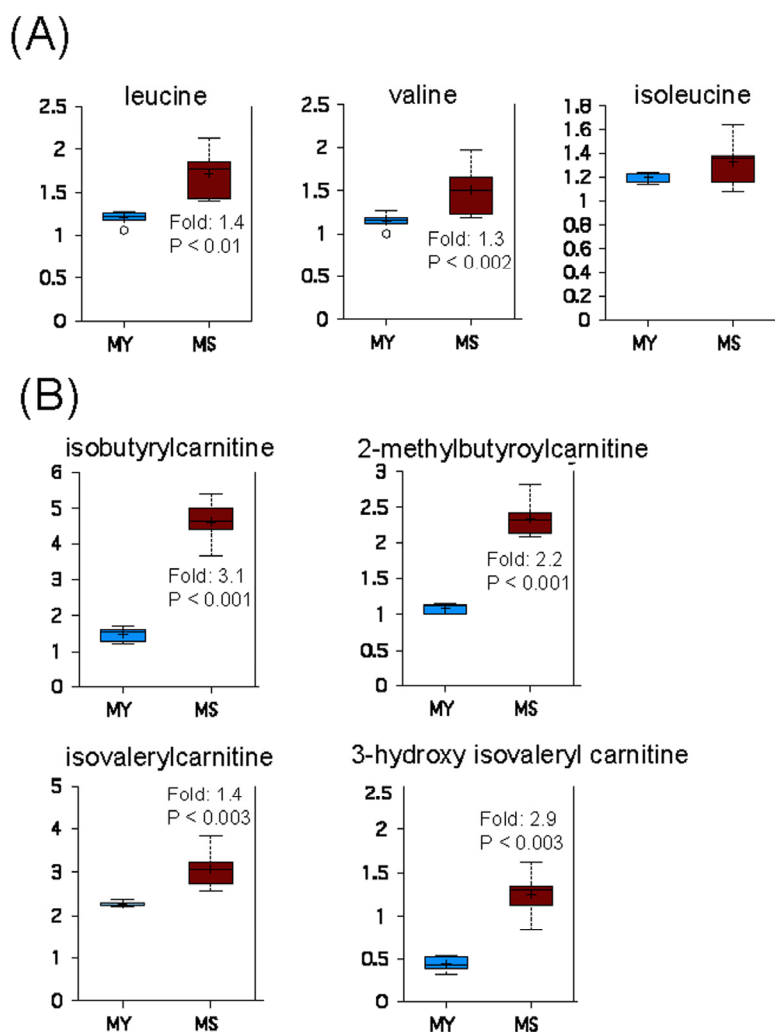 (A)
leucine
2.5
2
1.5
1
0.5
0
Fold: 1.4
P < 0.01
MY MS
valine
2.5
2
1.5
1
0.5
0
Fold: 1.3
P < 0.002
MY MS
isoleucine
1.8
1.6
1.4
1.2
1
0.8
0.6
0.4
0.2
0
MY MS
(B)
isobutyrylcarnitine
6
5
4
3
2
1
0
Fold: 3.1
P < 0.001
MY MS
2-methylbutyroylcarnitine
3
2.5
2
1.5
1
0.5
0
Fold: 2.2
P < 0.001
MY MS
isovalerylcarnitine
5
4
3
2
1
0
Fold: 1.4
P < 0.003
MY MS
3-hydroxy isovaleryl carnitine
2.5
2
1.5
1
0.5
0
Fold: 2.9
P < 0.003
MY MS